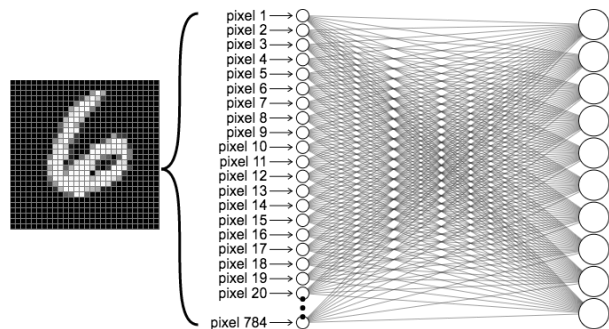 pixel 1
pixel 2
pixel 3
pixel 4
pixel 5
pixel 6
pixel 7
pixel 8
pixel 9
pixel 10
pixel 11
pixel 12
pixel 13
pixel 14
pixel 15
pixel 16
pixel 17
pixel 18
pixel 19
pixel 20
pixel 784
6